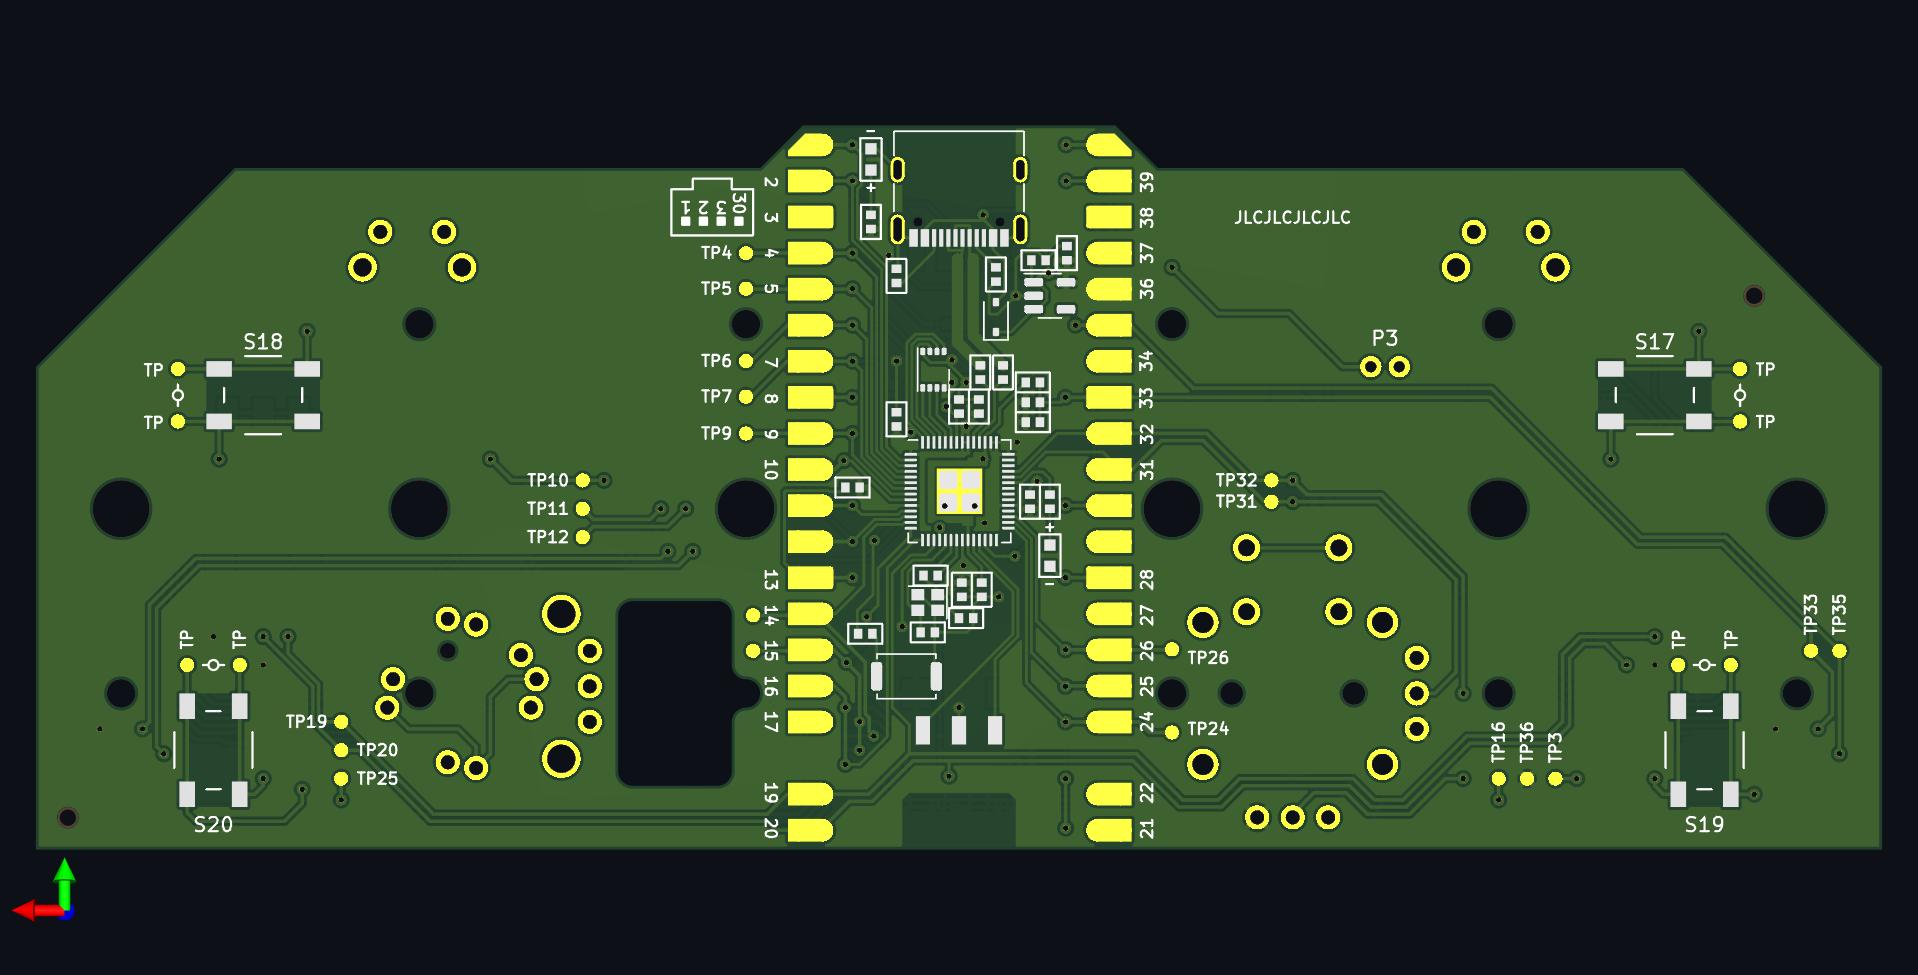 −
+
1 2 3 30
JLCJLCJLCJLC
2
3
TP4 4
TP5 5
TP6 7
TP7 8
TP9 9
10
39
38
37
36
34
33
32
31
P3
S18
TP
TP
S17
TP
TP
TP10
TP11
TP12
TP32
TP31
+
−
13
14
15
16
17
28
27
26
25
24
TP26
TP24
TP33 TP35
TP TP
TP TP
TP19
TP20
TP25
TP16 TP36 TP3
19
20
22
21
S20
S19